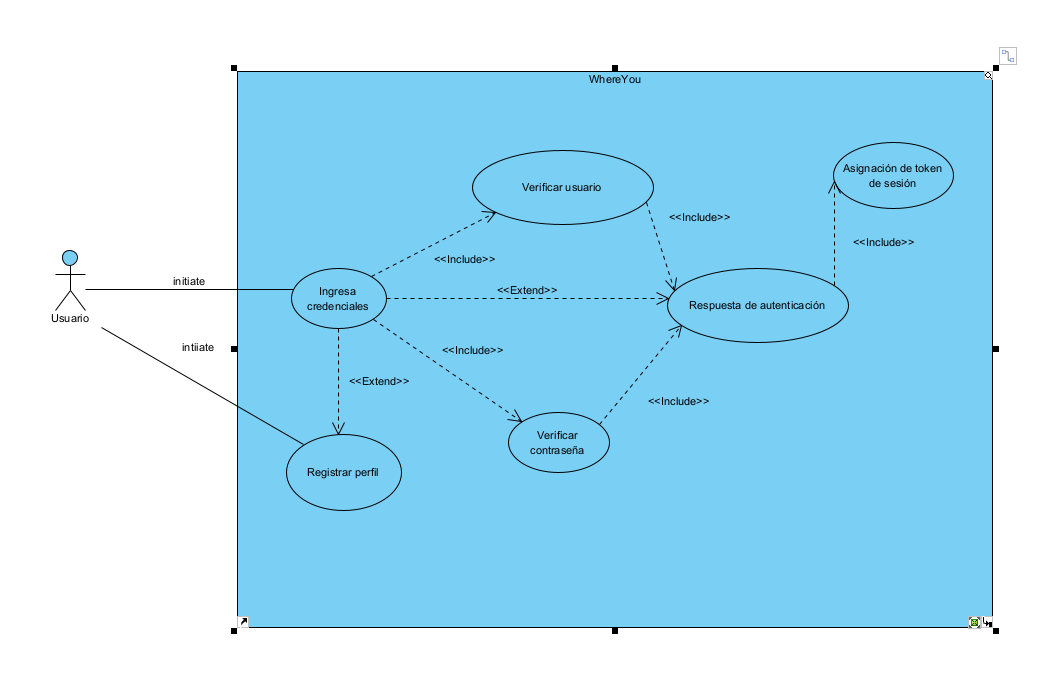 WhereYou
Asignación de token
de sesión
Verificar usuario
<<Include>>
<<Include>>
<<Include>>
initiate
Ingresa
credenciales
<<Extend>>
Respuesta de autenticación
Usuario
intiiate
<<Include>>
<<Extend>>
<<Include>>
Verificar
contraseña
Registrar perfil